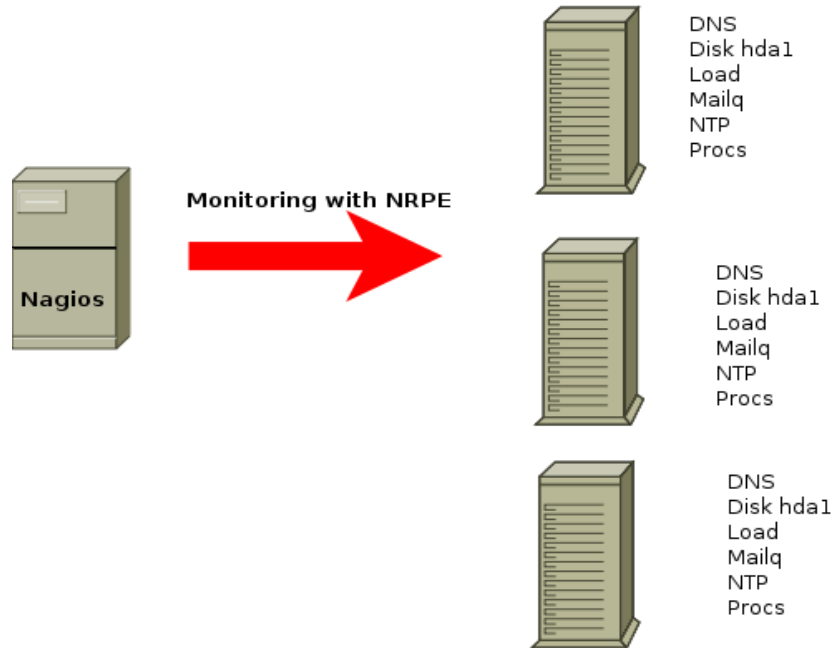 DNS
Disk hda1
Load
Mailq
NTP
Procs
Monitoring with NRPE
Nagios
DNS
Disk hda1
Load
Mailq
NTP
Procs
DNS
Disk hda1
Load
Mailq
NTP
Procs